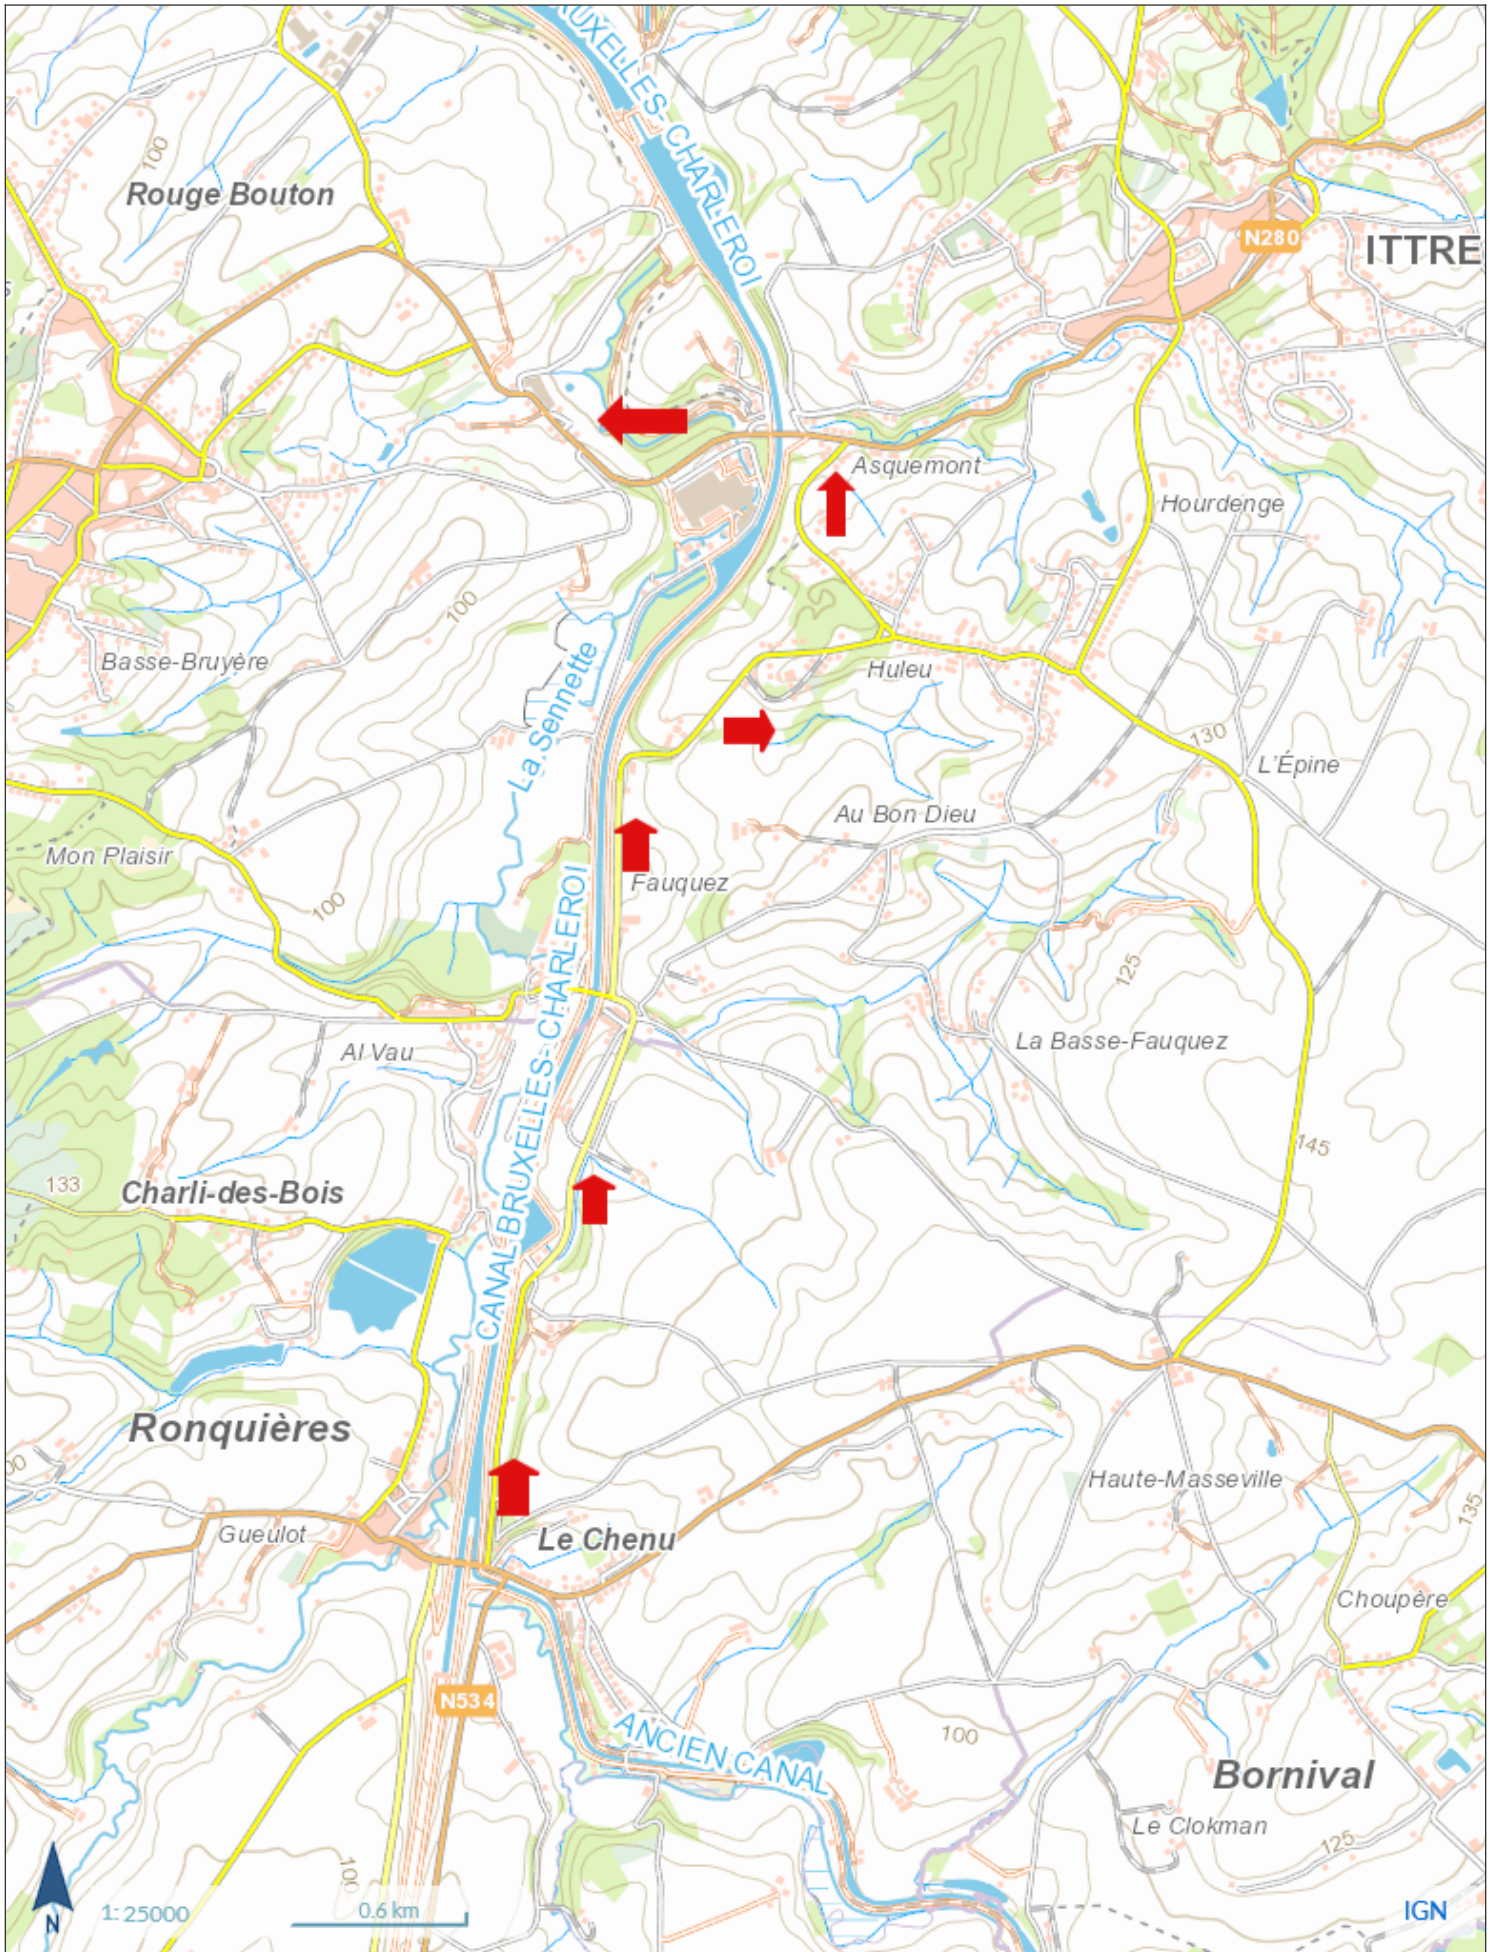 BRUXELLES-CHARLEROI
100
Rouge Bouton
N280
ITTRE
Asquemont
Hourdenge
100
Basse-Bruyère
Huleu
La Sennette
130
L'Épine
Au Bon Dieu
Mon Plaisir
Fauquez
100
125
La Basse-Fauquez
Al Vau
CANAL BRUXELLES-CHARLEROI
145
133
Charli-des-Bois
Ronquières
Haute-Masseville
135
Gueulot
Le Chenu
Choupère
N534
ANCIEN CANAL
100
Bornival
Le Clokman
125
100
N
1: 25000
0.6 km
IGN